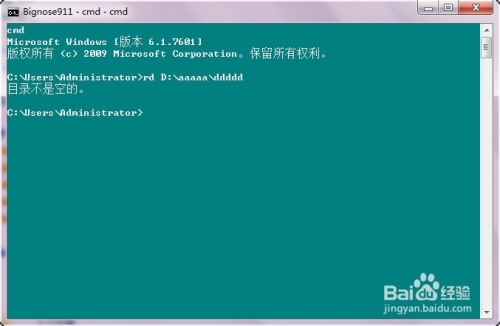 Bignose911 - cmd - cmd
cmd
Microsoft Windows [版本 6.1.7601]
版权所有 (c) 2009 Microsoft Corporation。保留所有权利。
C:\Users\Administrator>rd D:\aaaaa\ddddd
目录不是空的。
C:\Users\Administrator>
Baidu经验
jingyan.baidu.com